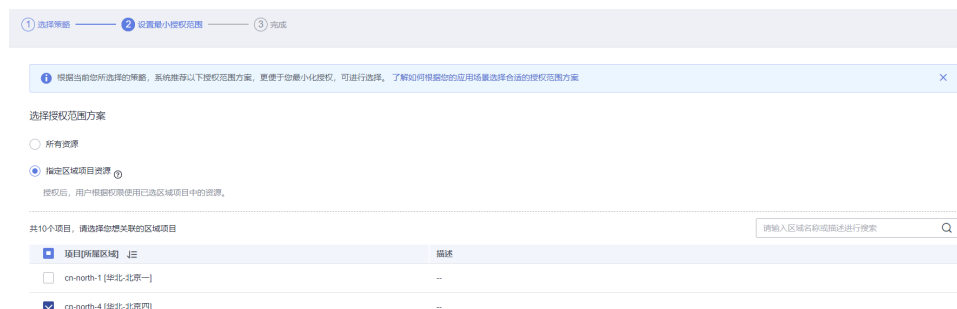 1 选择策略 2 设置最小授权范围 3 完成
根据当前您所选择的策略，系统推荐以下授权范围方案，更便于您最小化授权，可进行选择。 了解如何根据您的应用场景选择合适的授权范围方案
选择授权范围方案
所有资源
指定区域项目资源
授权后，用户根据权限使用已选区域项目中的资源。
共10个项目，请选择您想关联的区域项目
请输入区域名称或描述进行搜索
项目[所属区域] 描述
cn-north-1 [华北-北京一] --
cn-north-4 [华北-北京四] --